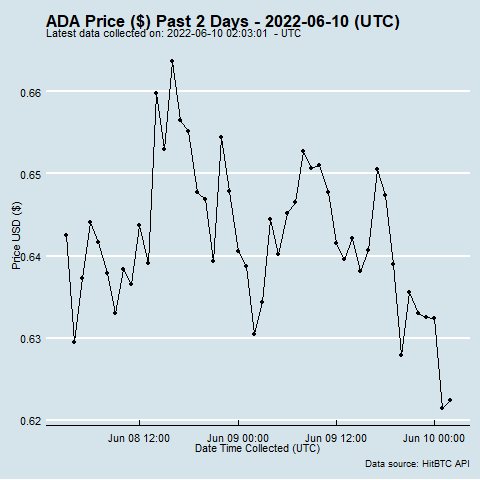 ADA Price ($) Past 2 Days - 2022-06-10 (UTC)
Latest data collected on: 2022-06-10 02:03:01 - UTC
0.66
0.65
0.64
0.63
0.62
Price USD ($)
Jun 08 12:00 Jun 09 00:00 Jun 09 12:00 Jun 10 00:00
Date Time Collected (UTC)
Data source: HitBTC API